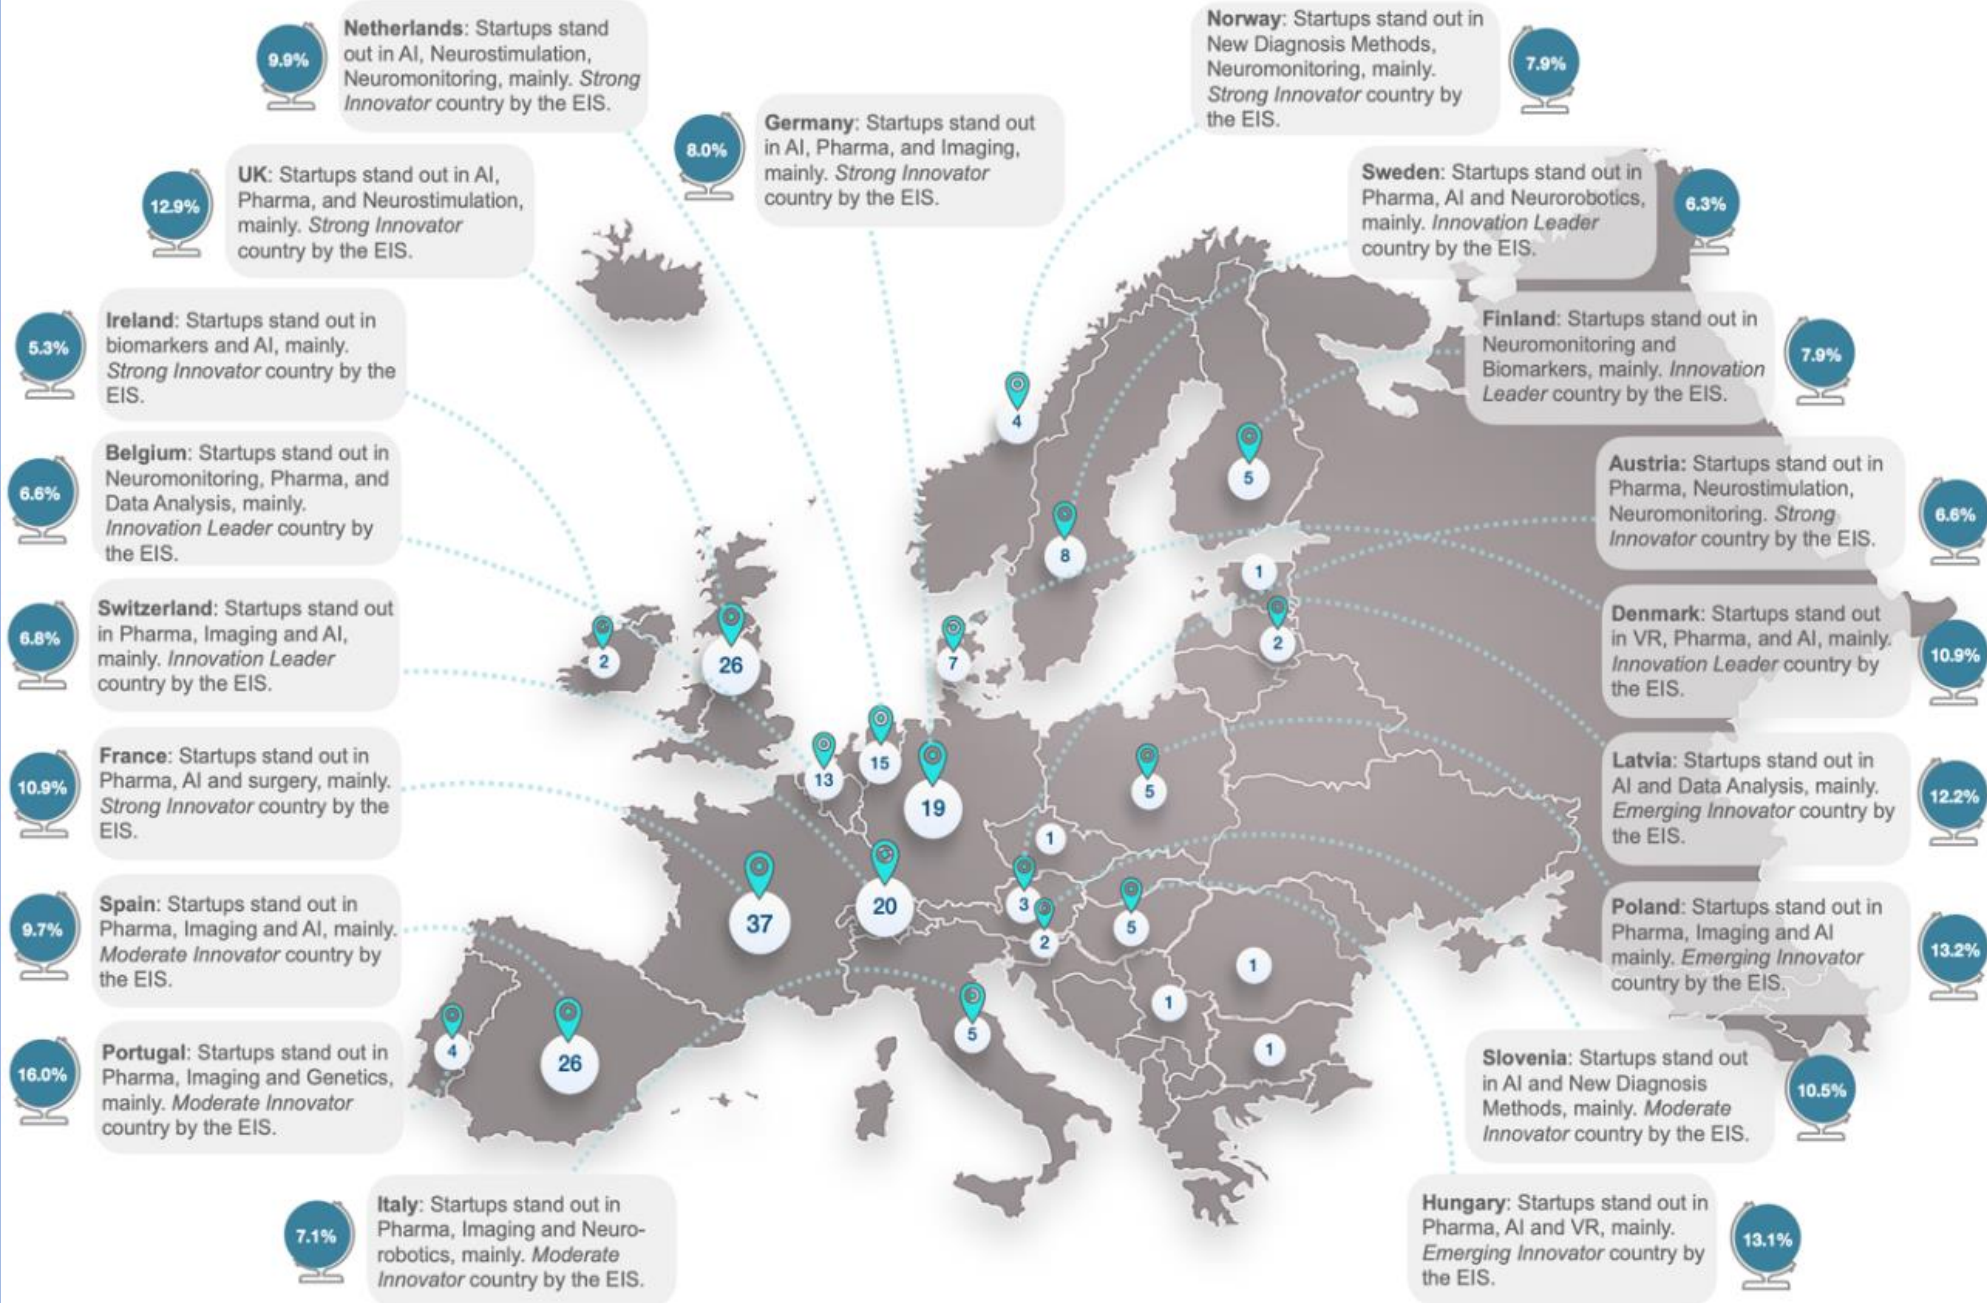 9.9%
Netherlands: Startups stand
out in AI, Neurostimulation,
Neuromonitoring, mainly. Strong
Innovator country by the EIS.
Norway: Startups stand out in
New Diagnosis Methods,
Neuromonitoring, mainly.
Strong Innovator country by
the EIS.
7.9%
8.0%
Germany: Startups stand out
in AI, Pharma, and Imaging,
mainly. Strong Innovator
country by the EIS.
12.9%
UK: Startups stand out in AI,
Pharma, and Neurostimulation,
mainly. Strong Innovator
country by the EIS.
Sweden: Startups stand out in
Pharma, AI and Neurorobotics,
mainly. Innovation Leader
country by the EIS.
6.3%
5.3%
Ireland: Startups stand out in
biomarkers and AI, mainly.
Strong Innovator country by the
EIS.
Finland: Startups stand out in
Neuromonitoring and
Biomarkers, mainly. Innovation
Leader country by the EIS.
7.9%
6.6%
Belgium: Startups stand out in
Neuromonitoring, Pharma, and
Data Analysis, mainly.
Innovation Leader country by
the EIS.
Austria: Startups stand out in
Pharma, Neurostimulation,
Neuromonitoring. Strong
Innovator country by the EIS.
6.6%
6.8%
Switzerland: Startups stand out
in Pharma, Imaging and AI,
mainly. Innovation Leader
country by the EIS.
Denmark: Startups stand out
in VR, Pharma, and AI, mainly.
Innovation Leader country by
the EIS.
10.9%
10.9%
France: Startups stand out in
Pharma, AI and surgery, mainly.
Strong Innovator country by the
EIS.
Latvia: Startups stand out in
AI and Data Analysis, mainly.
Emerging Innovator country by
the EIS.
12.2%
9.7%
Spain: Startups stand out in
Pharma, Imaging and AI, mainly.
Moderate Innovator country by
the EIS.
Poland: Startups stand out in
Pharma, Imaging and AI
mainly. Emerging Innovator
country by the EIS.
13.2%
16.0%
Portugal: Startups stand out in
Pharma, Imaging and Genetics,
mainly. Moderate Innovator
country by the EIS.
Slovenia: Startups stand out
in AI and New Diagnosis
Methods, mainly. Moderate
Innovator country by the EIS.
10.5%
7.1%
Italy: Startups stand out in
Pharma, Imaging and Neuro-
robotics, mainly. Moderate
Innovator country by the EIS.
Hungary: Startups stand out in
Pharma, AI and VR, mainly.
Emerging Innovator country by
the EIS.
13.1%
4
5
8
1
2
2
26
7
15
13
19
5
1
37
20
3
2
5
1
1
1
5
4
26